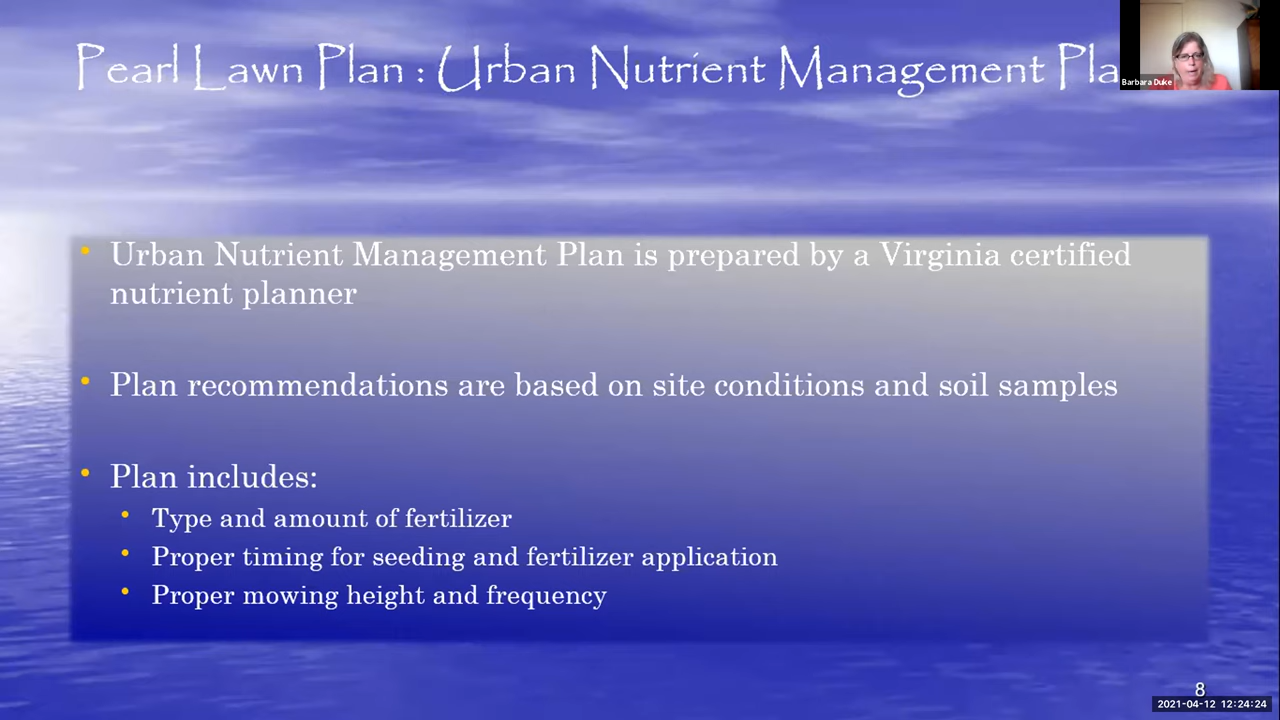 Pearl Lawn Plan : Urban Nutrient Management Pla
Barbara Duke
• Urban Nutrient Management Plan is prepared by a Virginia certified
nutrient planner
• Plan recommendations are based on site conditions and soil samples
• Plan includes:
• Type and amount of fertilizer
• Proper timing for seeding and fertilizer application
• Proper mowing height and frequency
8
2021-04-12 12:24:24